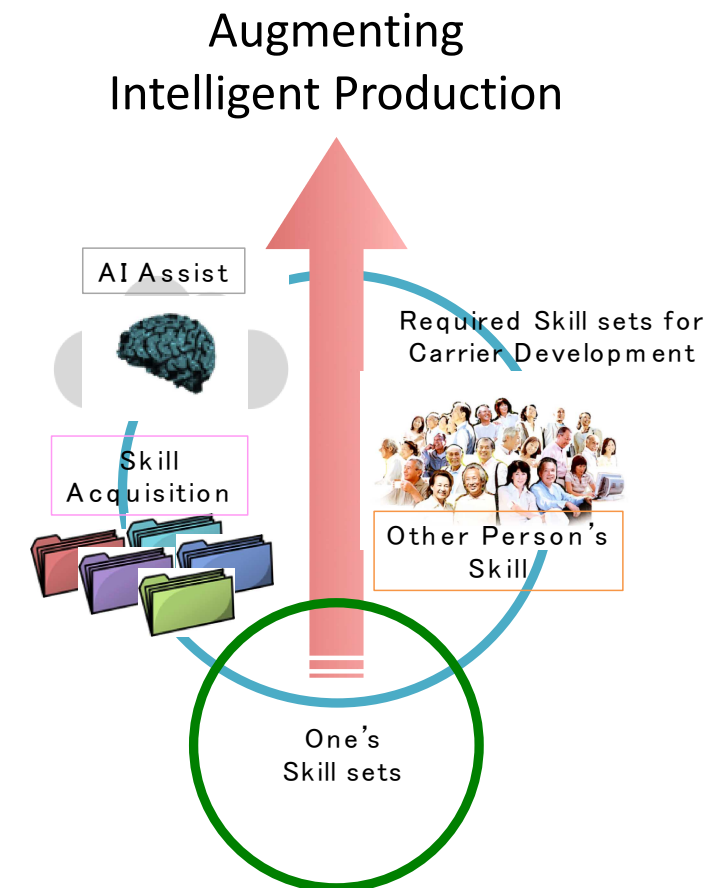 Augmenting
Intelligent Production
AI Assist
Required Skill sets for
Carrier Development
Skill
Acquisition
Other Person’s
Skill
One’s
Skill sets